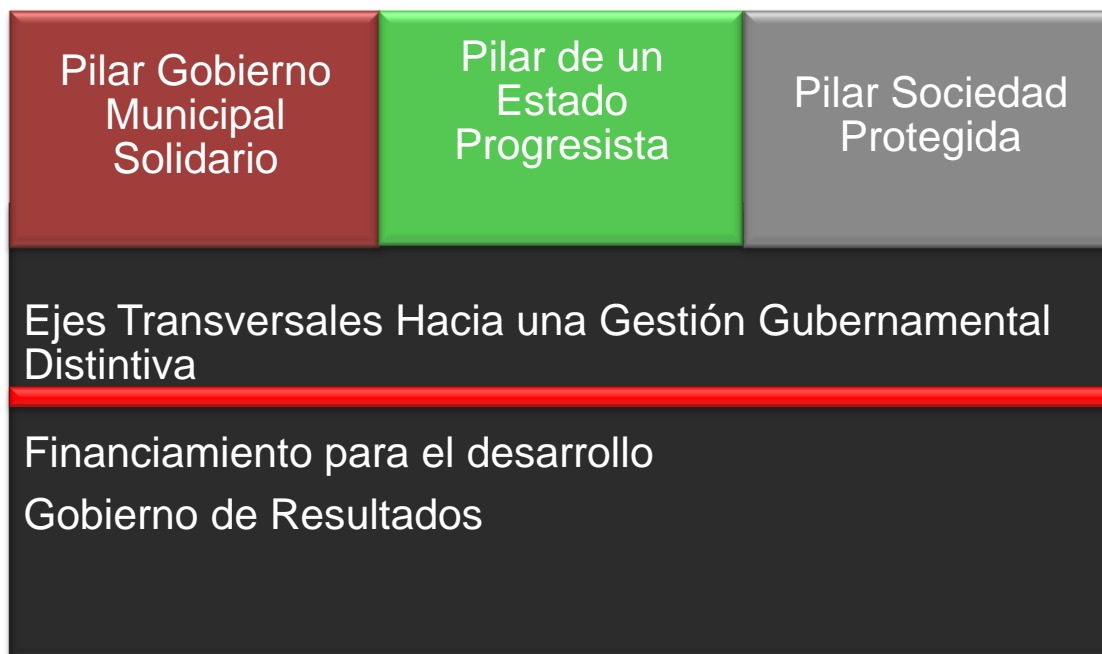 Pilar Gobierno
Municipal
Solidario
Pilar de un
Estado
Progresista
Pilar Sociedad
Protegida
Ejes Transversales Hacia una Gestión Gubernamental
Distintiva
Financiamiento para el desarrollo
Gobierno de Resultados